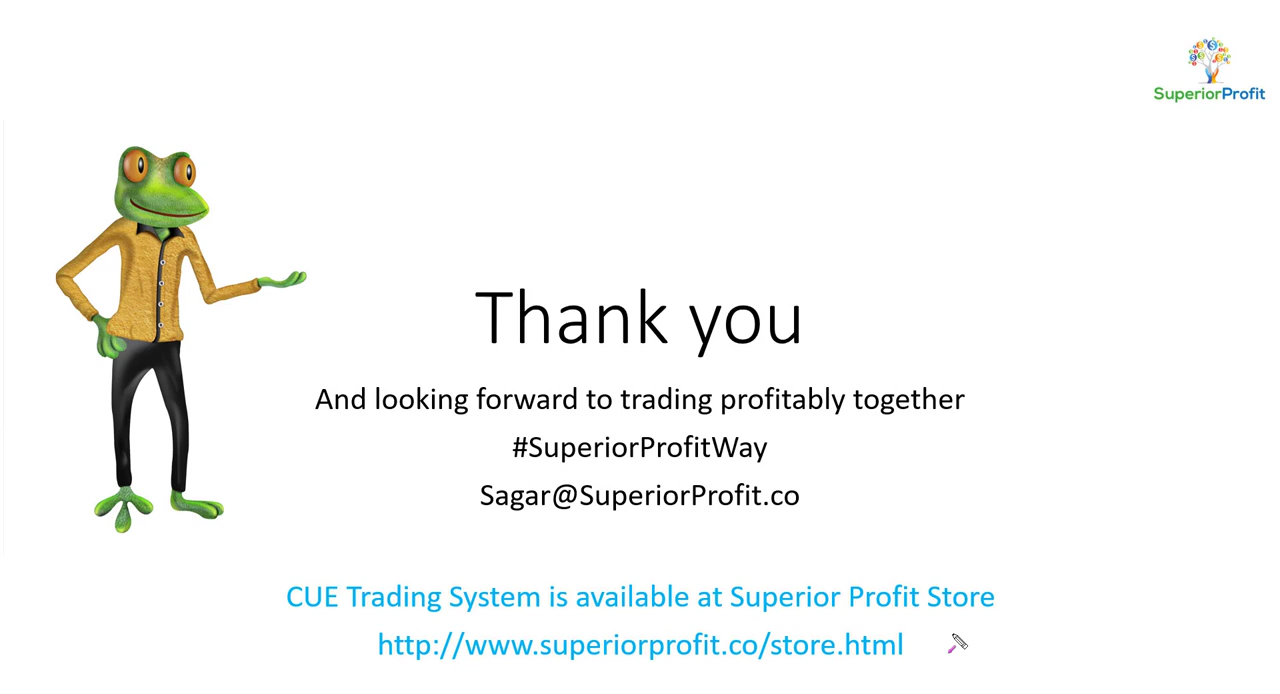 SuperiorProfit
Thank you
And looking forward to trading profitably together
#SuperiorProfitWay
Sagar@SuperiorProfit.co
CUE Trading System is available at Superior Profit Store
http://www.superiorprofit.co/store.html